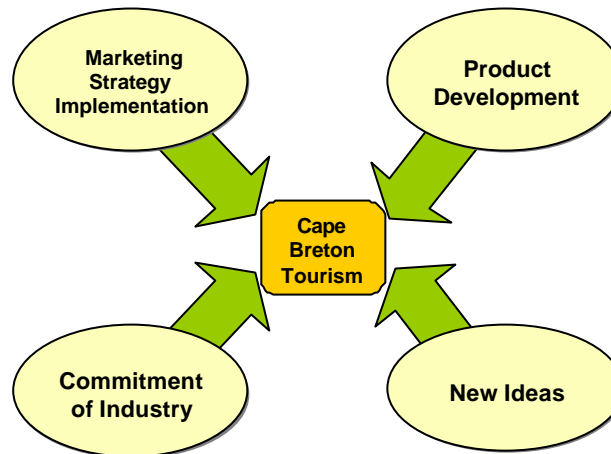 Marketing
Strategy
Implementation
Product
Development
Cape
Breton
Tourism
Commitment
of Industry
New Ideas